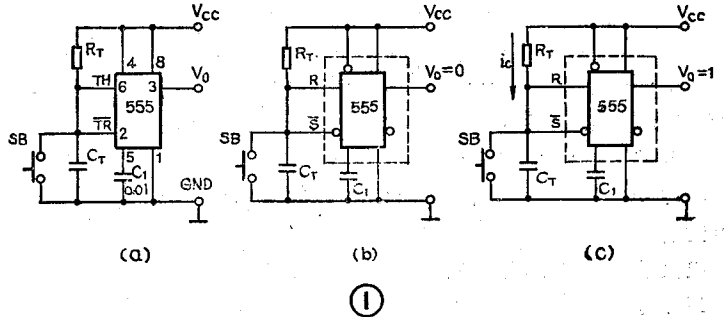 Vcc
RT
4
8
TH
6
3
V0
555
TR
2
SB
CT
5
1
C1
0.01
GND
(a)
Vcc
RT
R
555
V0=0
S
SB
CT
C1
(b)
Vcc
ic
RT
R
555
V0=1
S
SB
CT
C1
(c)
1